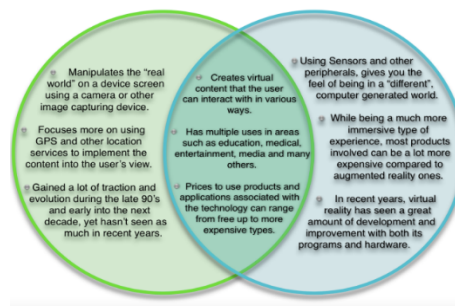 Manipulates the "real
world" on a device screen
using a camera or other
image capturing device.
Focuses more on using
GPS and other location
services to implement the
content into the user's view.
Gained a lot of traction and
evolution during the late 90's
and early into the next
decade, yet hasn't seen as
much in recent years.
Creates virtual
content that the user
can interact with in various
ways.
Has multiple uses in areas
such as education, medical,
entertainment, media and many
others.
Prices to use products and
applications associated with
the technology can range
from free up to more
expensive types.
Using Sensors and other
peripherals, gives you the
feel of being in a "different",
computer generated world.
While being a much more
immersive type of
experience, most products
involved can be a lot more
expensive compared to
augmented reality ones.
In recent years, virtual
reality has seen a great
amount of development and
improvement with both its
programs and hardware.